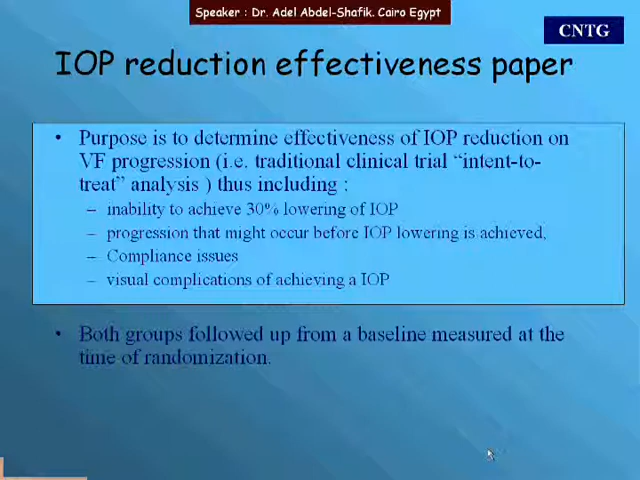 Speaker : Dr. Adel Abdel-Shafik. Cairo Egypt
CNTG
IOP reduction effectiveness paper
• Purpose is to determine effectiveness of IOP reduction on
VF progression (i.e. traditional clinical trial “intent-to-
treat” analysis ) thus including :
– inability to achieve 30% lowering of IOP
– progression that might occur before IOP lowering is achieved,
– Compliance issues
– visual complications of achieving a IOP
• Both groups followed up from a baseline measured at the
time of randomization.